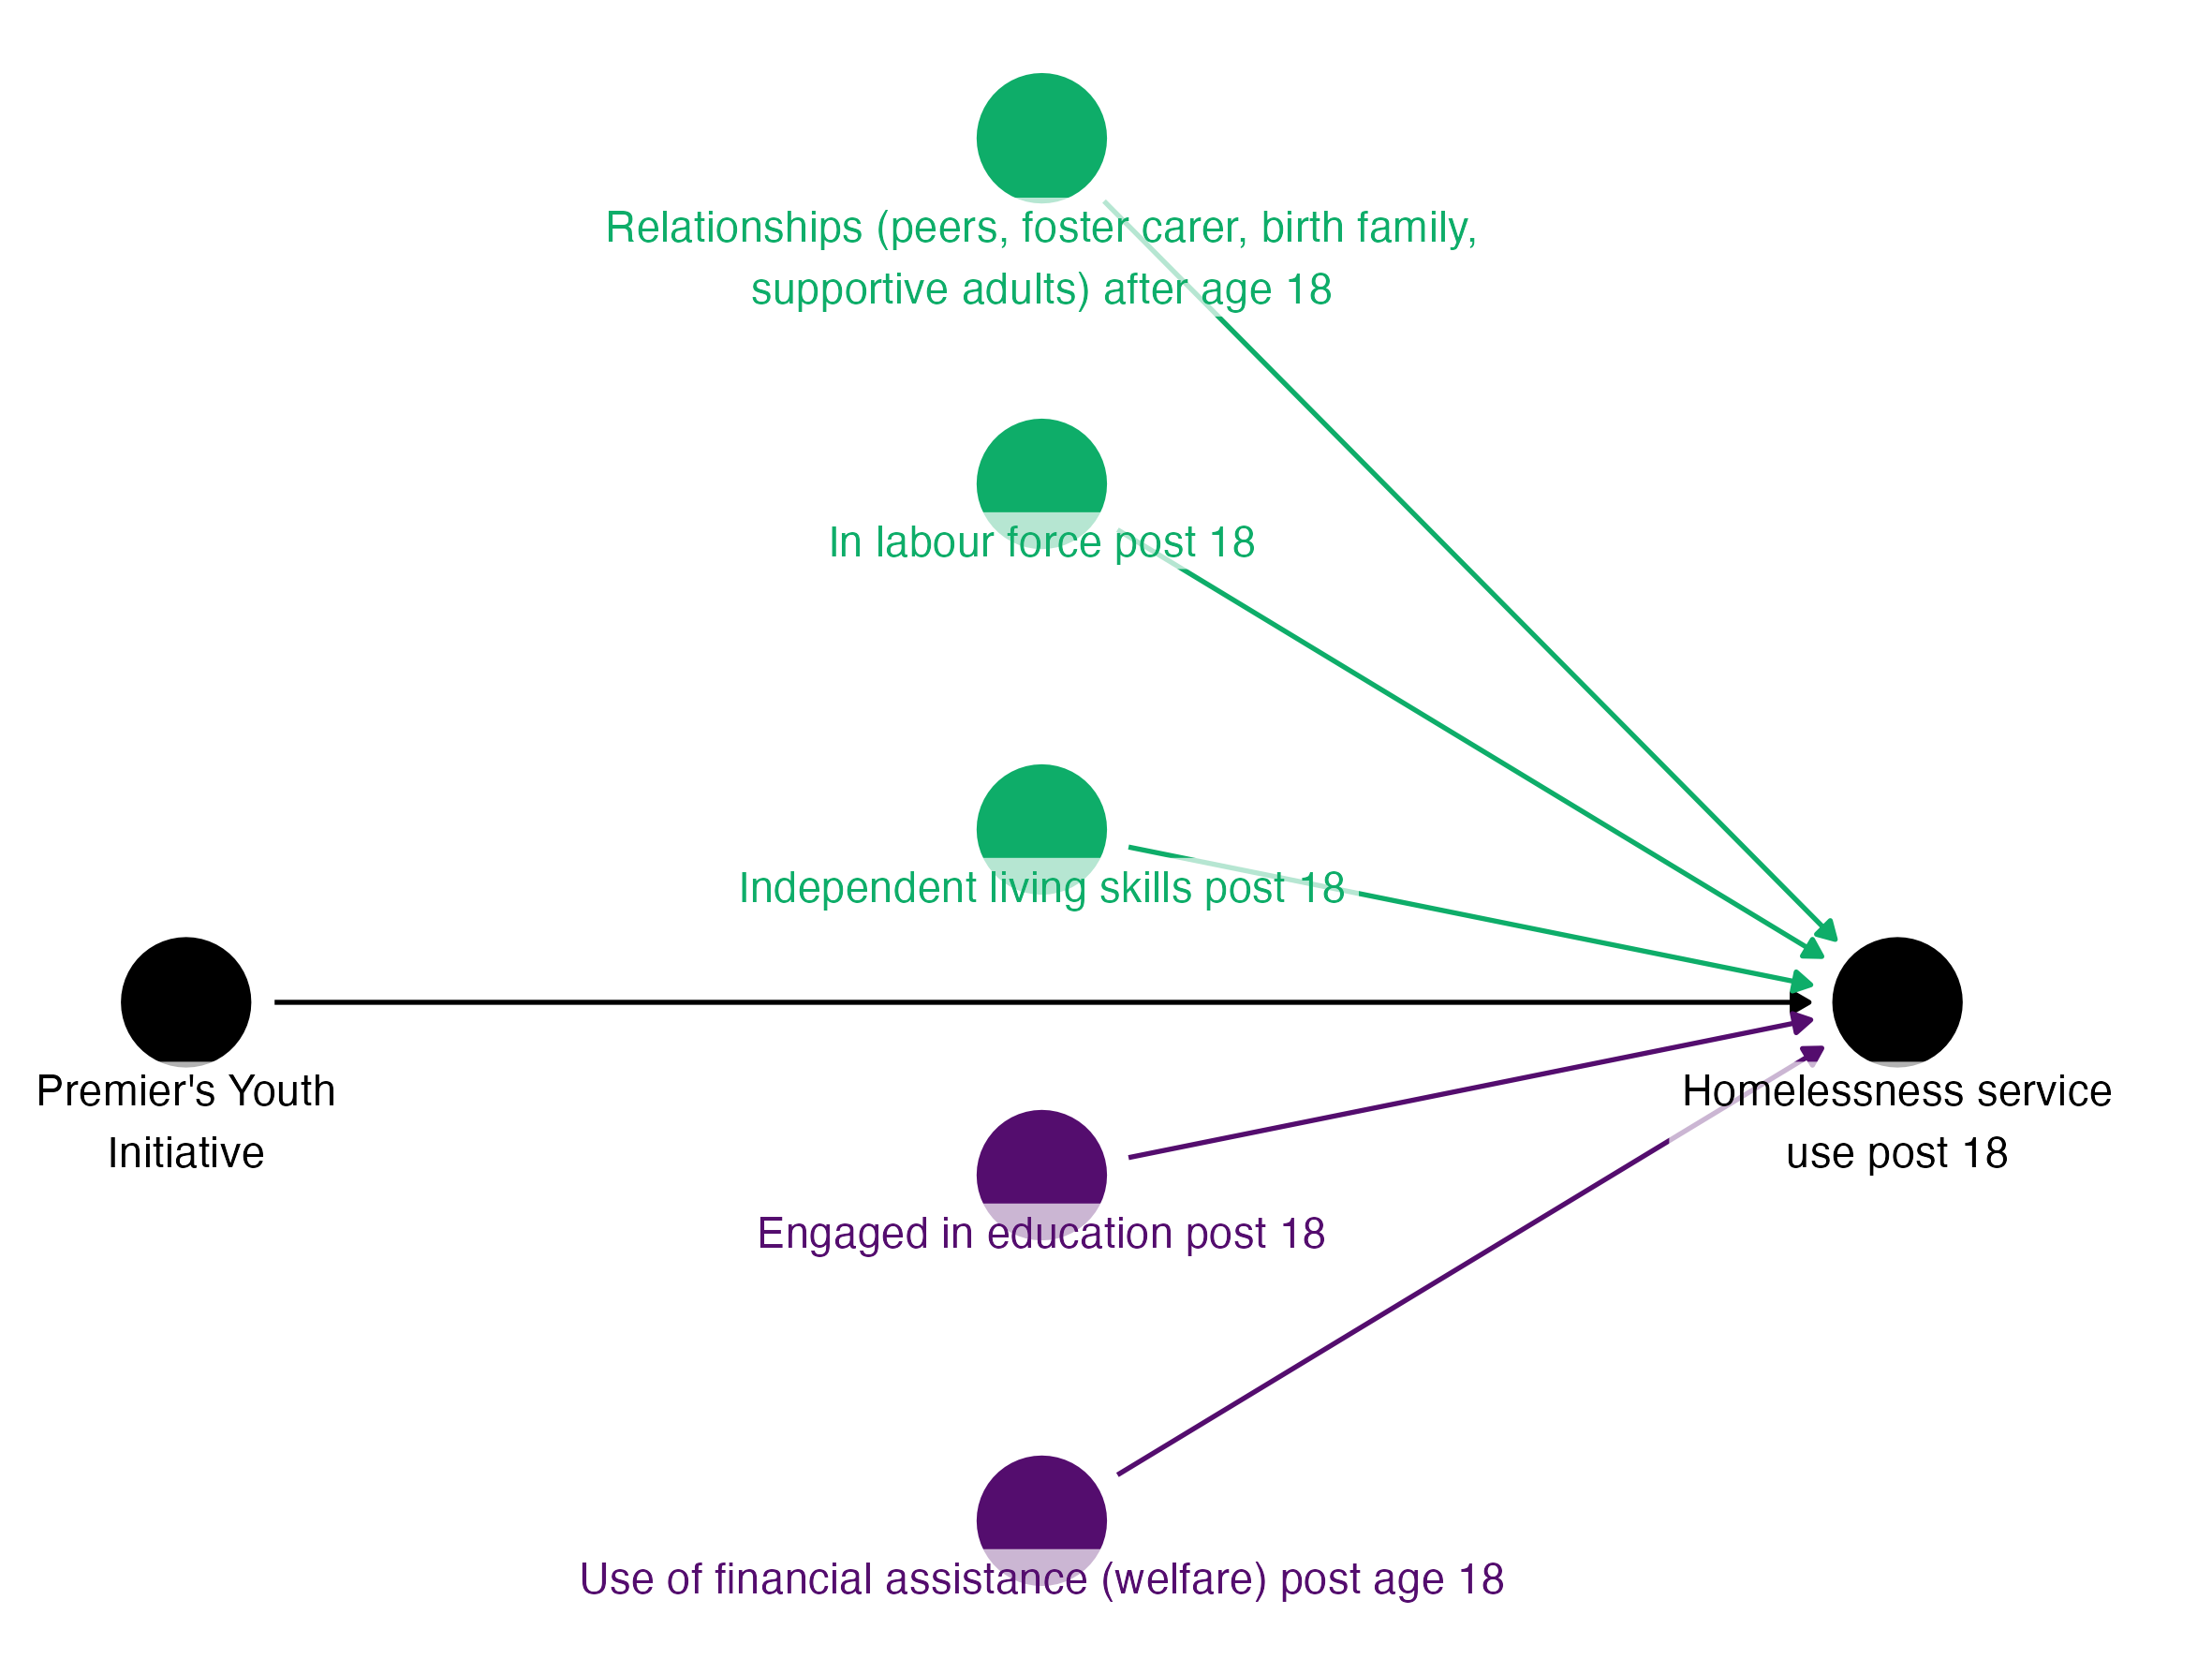 Relationships (peers, foster carer, birth family,
supportive adults) after age 18
In labour force post 18
Independent living skills post 18
Premier's Youth
Initiative
Homelessness service
use post 18
Engaged in education post 18
Use of financial assistance (welfare) post age 18